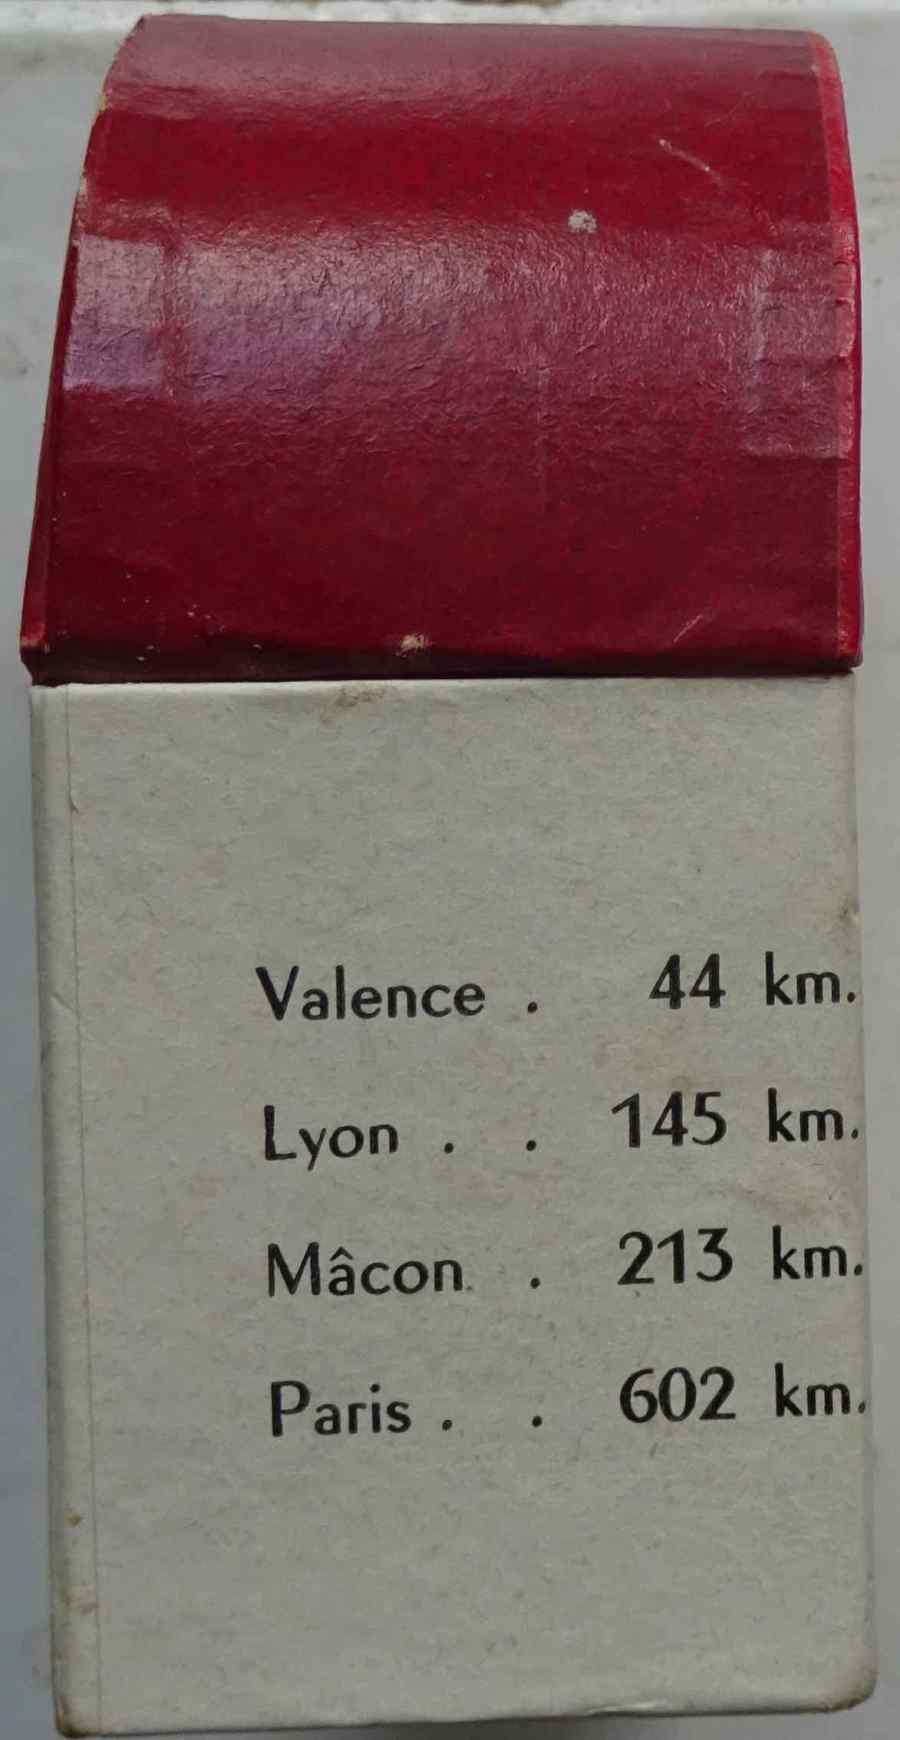 Valence . 44 km.
Lyon . . 145 km.
Mâcon . 213 km.
Paris . . 602 km.